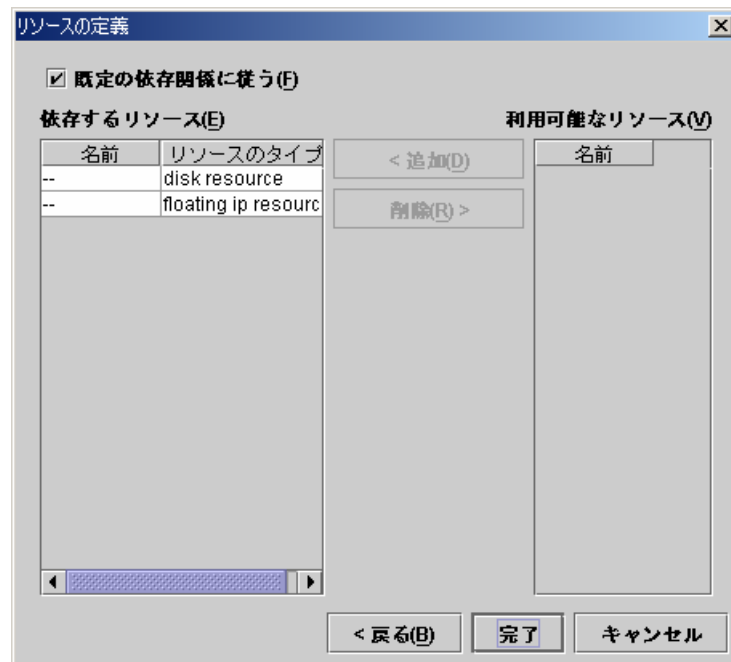 リソースの定義
既定の依存関係に従う(F)
依存するリソース(E)
利用可能なリソース(V)
名前 リソースのタイプ
< 追加(D)
名前
-- disk resource
-- floating ip resourc
削除(R) >
< 戻る(B) 完了 キャンセル